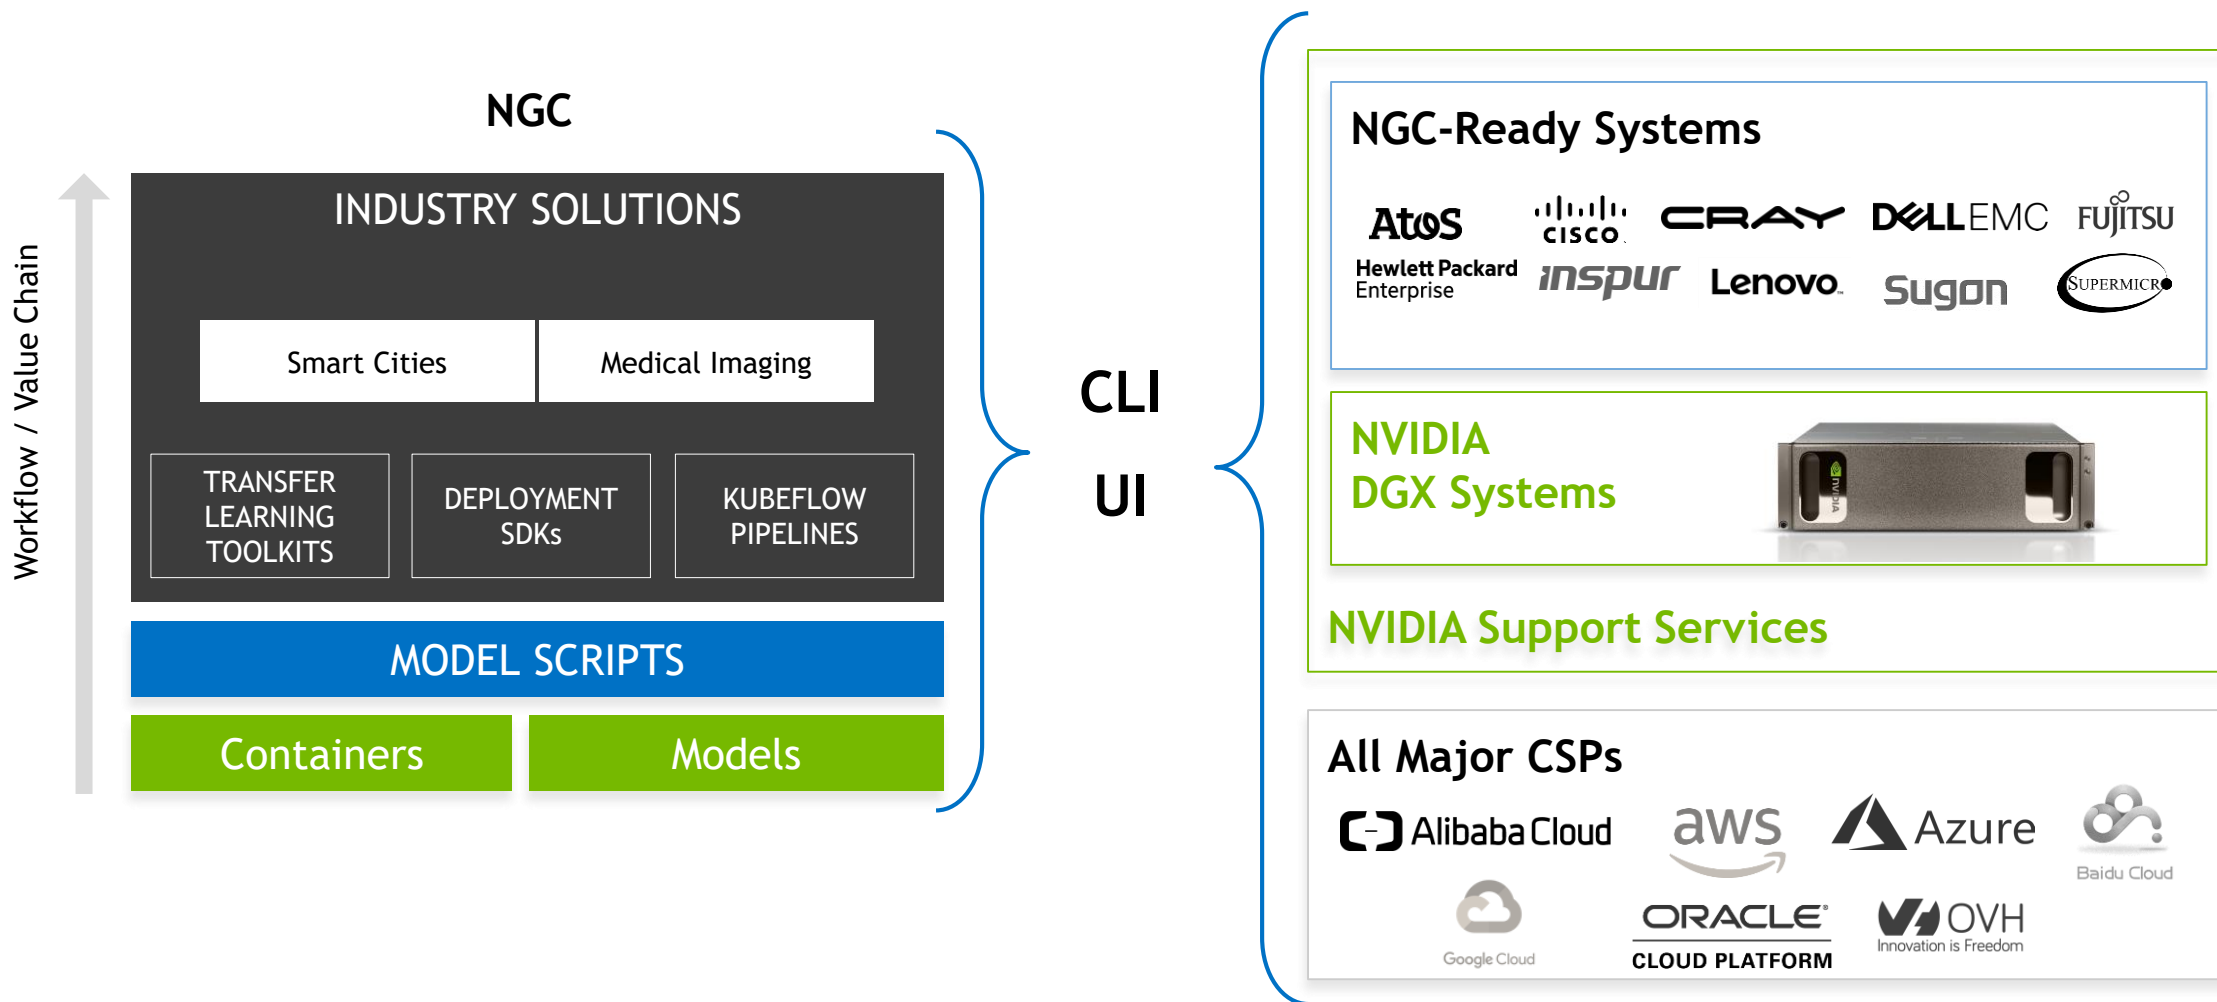 NGC
Workflow / Value Chain
INDUSTRY SOLUTIONS
Smart Cities
Medical Imaging
TRANSFER
LEARNING
TOOLKITS
DEPLOYMENT
SDKs
KUBEFLOW
PIPELINES
MODEL SCRIPTS
Containers
Models
CLI
UI
NGC-Ready Systems
Atos
CISCO
CRAY
DELLEMC
FUJITSU
Hewlett Packard
Enterprise
inspur
Lenovo
Sugon
SUPERMICRO
NVIDIA
DGX Systems
NVIDIA
NVIDIA Support Services
All Major CSPs
Alibaba Cloud
aws
Azure
Baidu Cloud
Google Cloud
ORACLE®
CLOUD PLATFORM
OVH
Innovation is Freedom